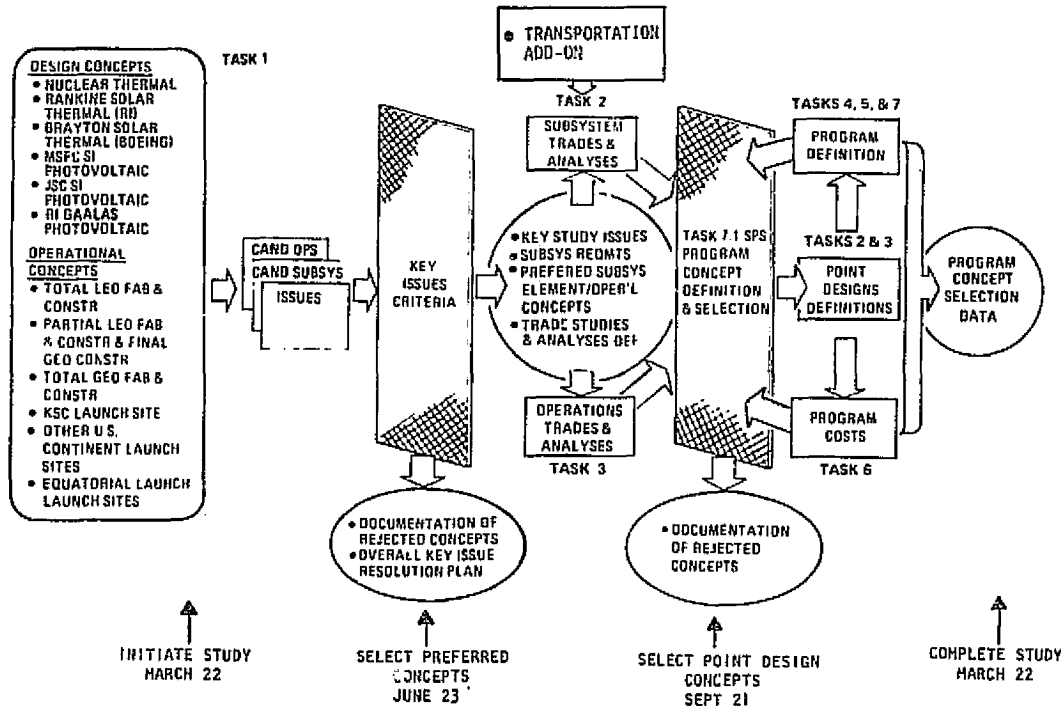 TASK 1
DESIGN CONCEPTS
• NUCLEAR THERMAL
• RANKINE SOLAR
THERMAL (RI)
• BRAYTON SOLAR
THERMAL (BOEING)
• MSFC SI
PHOTOVOLTAIC
• JSC SI
PHOTOVOLTAIC
• RI GAALAS
PHOTOVOLTAIC
OPERATIONAL
CONCEPTS
• TOTAL LEO FAB &
CONSTR
• PARTIAL LEO FAB
& CONSTR & FINAL
GEO CONSTR
• TOTAL GEO FAB &
CONSTR
• KSC LAUNCH SITE
• OTHER U.S.
CONTINENT LAUNCH
SITES
• EQUATORIAL LAUNCH
LAUNCH SITES
CAND OPS
CAND SUBSYS
ISSUES
KEY
ISSUES
CRITERIA
• DOCUMENTATION OF
REJECTED CONCEPTS
• OVERALL KEY ISSUE
RESOLUTION PLAN
• TRANSPORTATION
ADD-ON
TASK 2
SUBSYSTEM
TRADES &
ANALYSES
• KEY STUDY ISSUES
• SUBSYS REQMTS
• PREFERRED SUBSYS
ELEMENT/OPER'L
CONCEPTS
• TRADE STUDIES
& ANALYSES DEF
OPERATIONS
TRADES &
ANALYSES
TASK 3
TASK 7.1 SPS
PROGRAM
CONCEPT
DEFINITION
& SELECTION
• DOCUMENTATION
OF REJECTED
CONCEPTS
TASKS 4, 5, & 7
PROGRAM
DEFINITION
TASKS 2 & 3
POINT
DESIGNS
DEFINITIONS
PROGRAM
COSTS
TASK 6
PROGRAM
CONCEPT
SELECTION
DATA
INITIATE STUDY
MARCH 22
SELECT PREFERRED
CONCEPTS
JUNE 23
SELECT POINT DESIGN
CONCEPTS
SEPT 21
COMPLETE STUDY
MARCH 22